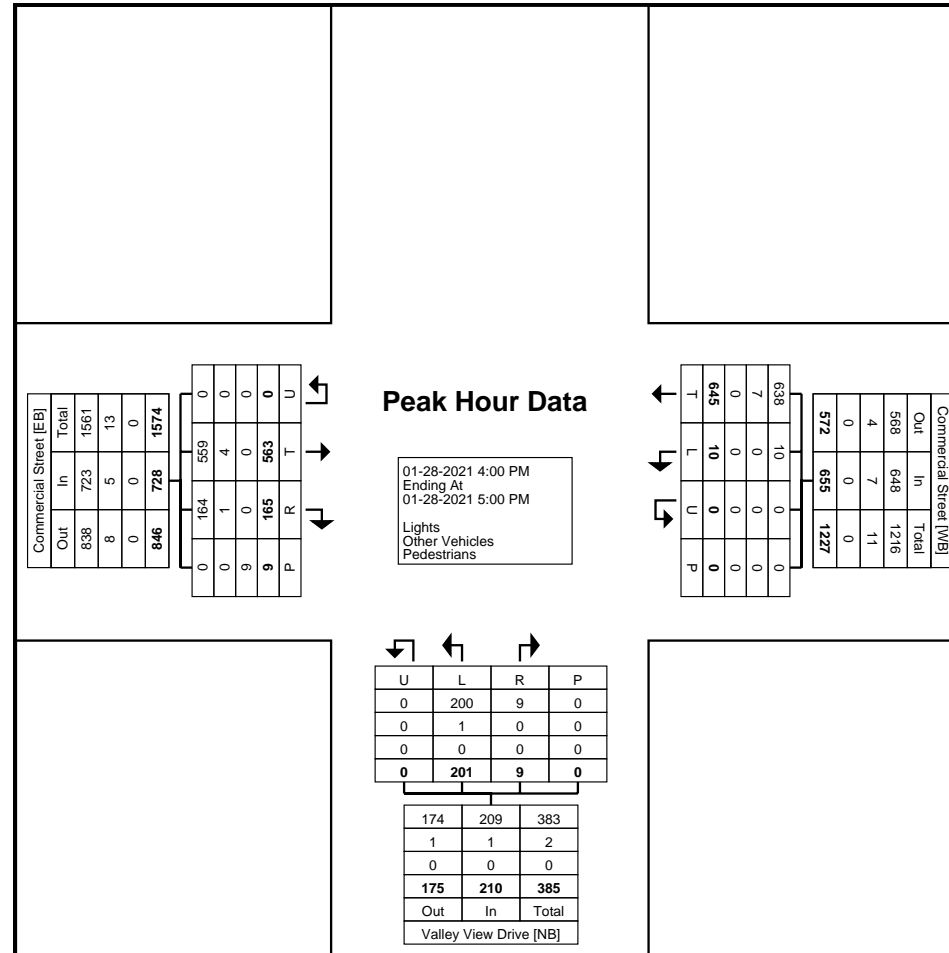 Peak Hour Data
01-28-2021 4:00 PM
Ending At
01-28-2021 5:00 PM
Lights
Other Vehicles
Pedestrians
Commercial Street [EB]
Total In Out
1561 723 838
13 5 8
0 0 0
1574 728 846
0 559 164 0
0 4 1 0
0 0 0 9
0 563 165 9
U T R P
Commercial Street [WB]
Out In Total
568 648 1216
4 7 11
0 0 0
572 655 1227
638 10 0 0
7 0 0 0
0 0 0 0
645 10 0 0
T L U P
U L R P
0 200 9 0
0 1 0 0
0 0 0 0
0 201 9 0
174 209 383
1 1 2
0 0 0
175 210 385
Out In Total
Valley View Drive [NB]